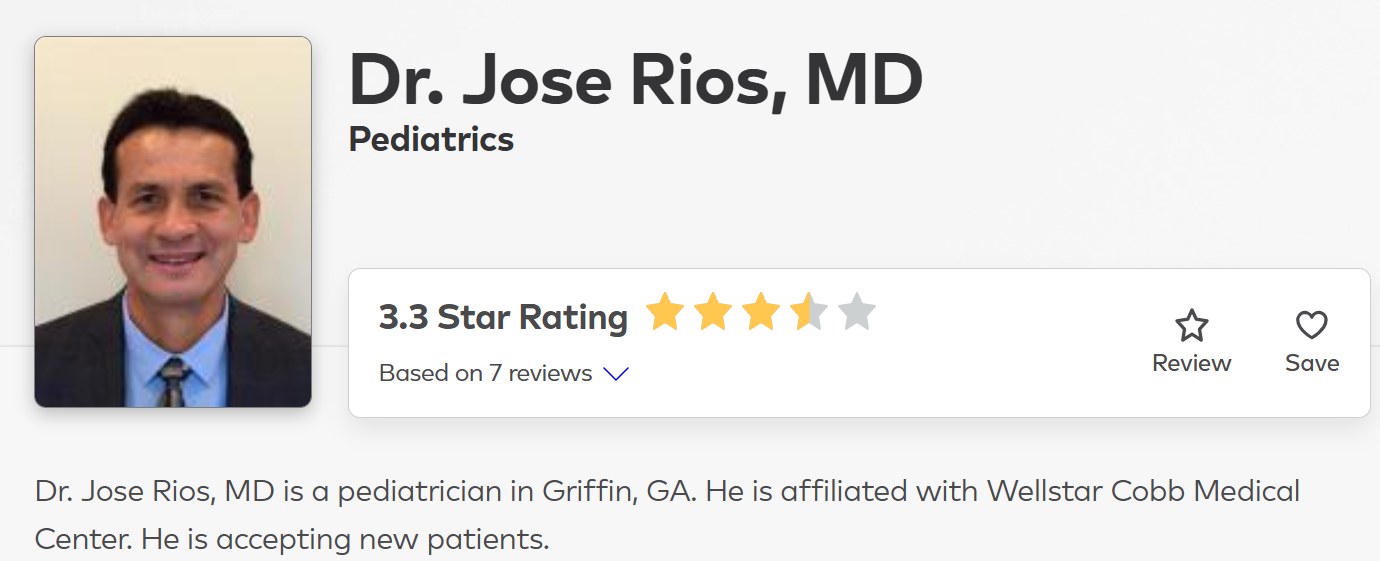 Dr. Jose Rios, MD
Pediatrics
3.3 Star Rating
Based on 7 reviews
Review
Save
Dr. Jose Rios, MD is a pediatrician in Griffin, GA. He is affiliated with Wellstar Cobb Medical
Center. He is accepting new patients.